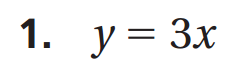 1. y = 3x